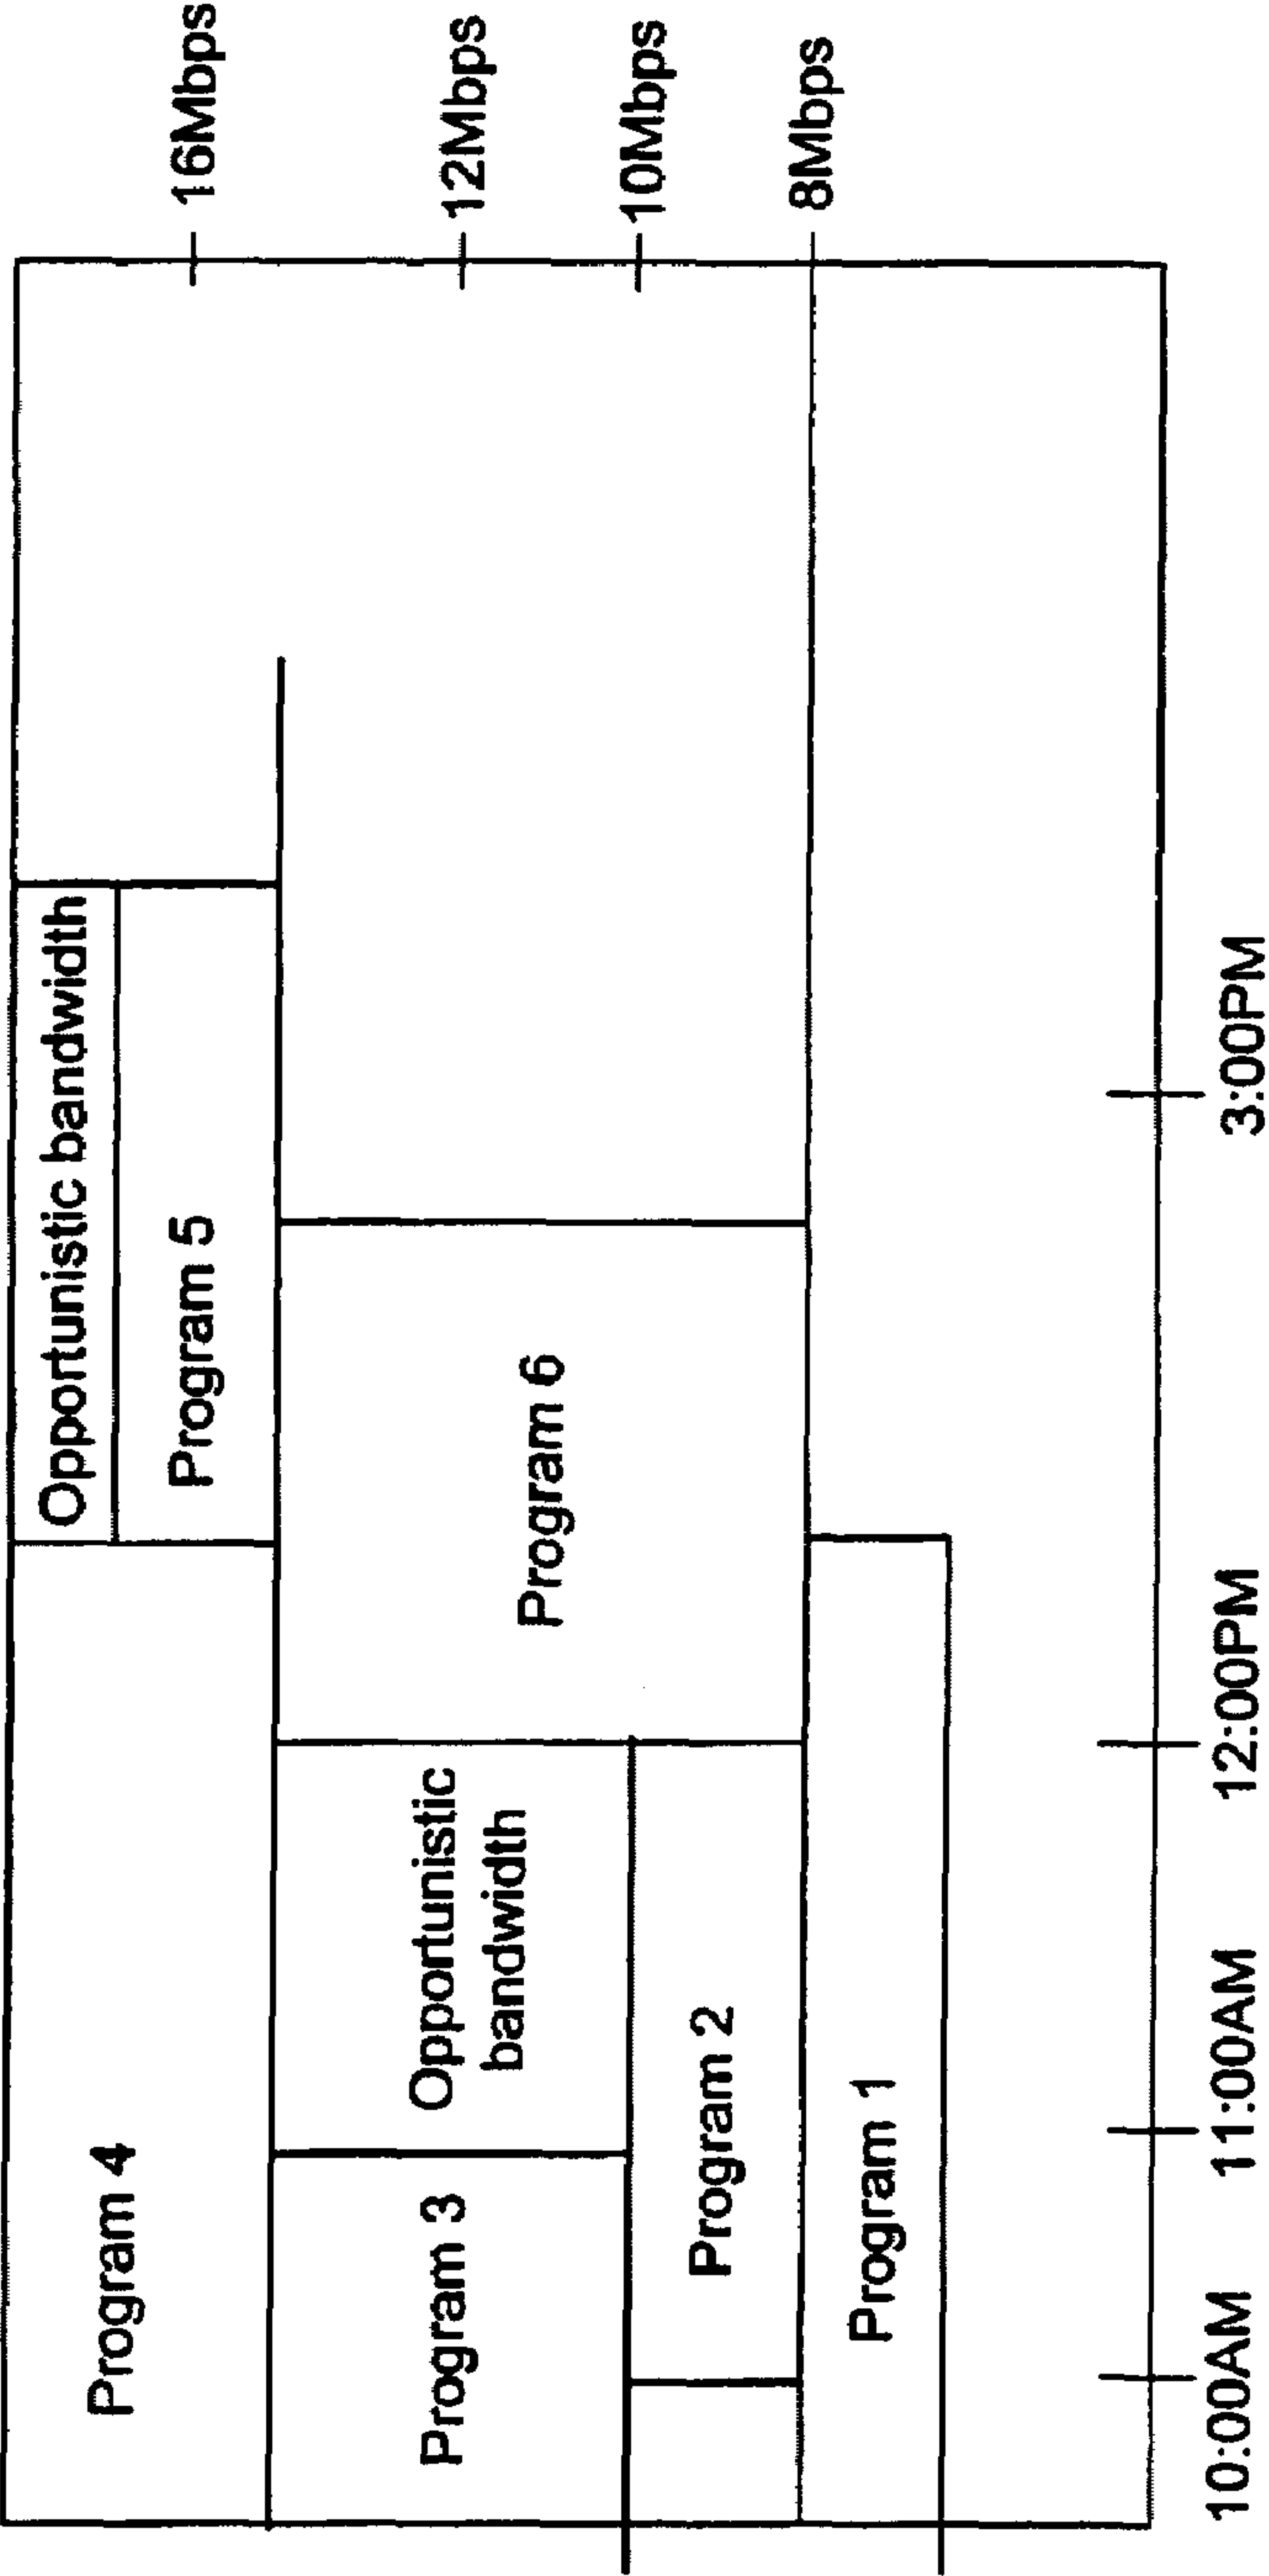 Program 4
Opportunistic bandwidth
Program 5
16Mbps
Program 3
Opportunistic
bandwidth
Program 6
12Mbps
10Mbps
Program 2
8Mbps
Program 1
10:00AM
11:00AM
12:00PM
3:00PM